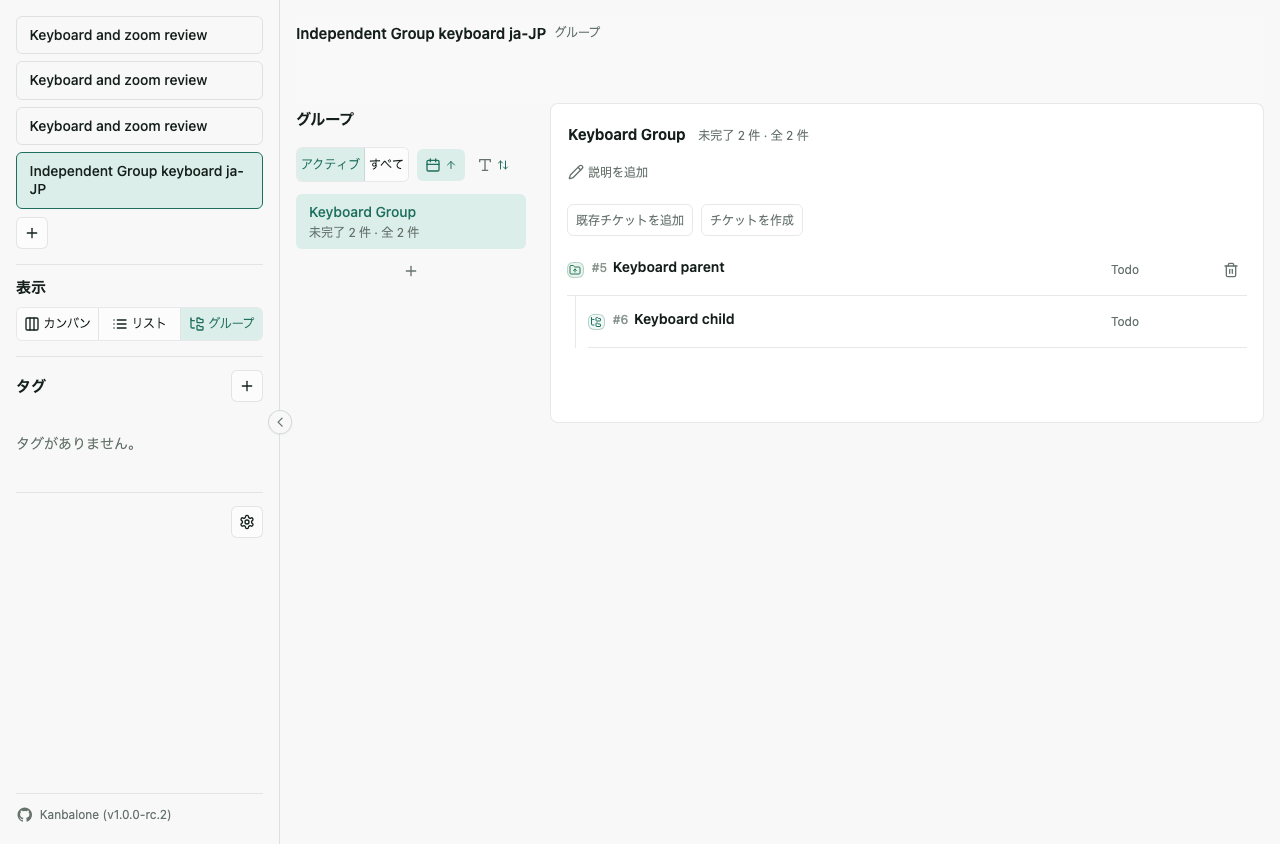 Keyboard and zoom review
Keyboard and zoom review
Keyboard and zoom review
Independent Group keyboard ja-
JP
表示
カンバン
リスト
グループ
タグ
タグがありません。
Kanbalone (v1.0.0-rc.2)
Independent Group keyboard ja-JP グループ
グループ
アクティブ
すべて
Keyboard Group
未完了 2 件 · 全 2 件
Keyboard Group 未完了 2 件 · 全 2 件
説明を追加
既存チケットを追加
チケットを作成
#5 Keyboard parent Todo
#6 Keyboard child Todo